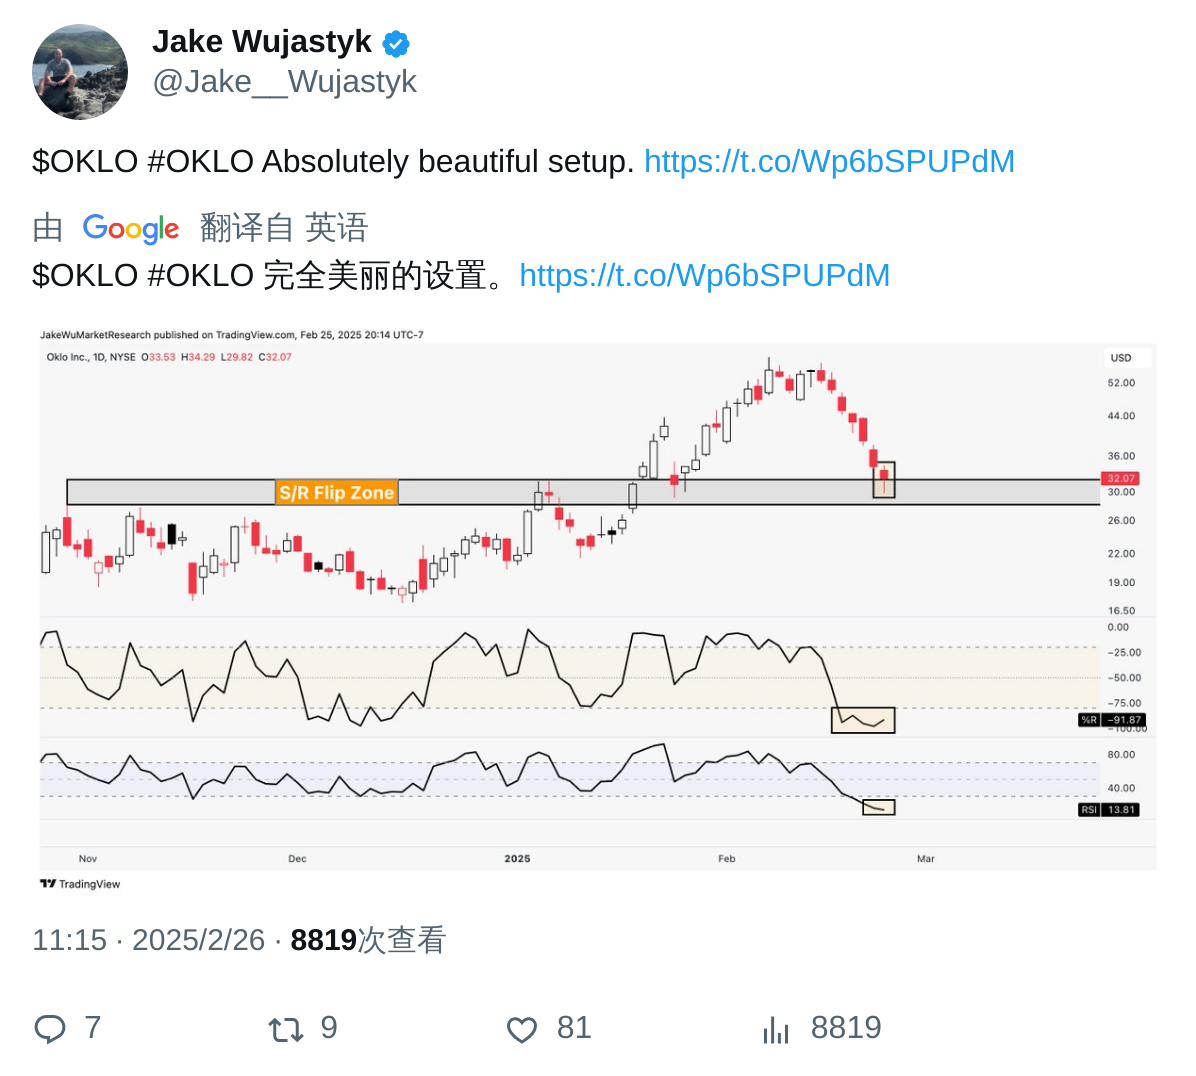 Jake Wujastyk
@Jake__Wujastyk
$OKLO #OKLO Absolutely beautiful setup. https://t.co/Wp6bSPUPdM
由 Google 翻译自 英语
$OKLO #OKLO 完全美丽的设置。https://t.co/Wp6bSPUPdM
JakeWuMarketResearch published on TradingView.com, Feb 25, 2025 20:14 UTC-7
Oklo Inc., 1D, NYSE O33.53 H34.29 L29.82 C32.07
USD
52.00
44.00
36.00
32.07
S/R Flip Zone
30.00
26.00
22.00
19.00
16.50
0.00
−25.00
−50.00
−75.00
%R −91.87
−100.00
80.00
40.00
RSI 13.81
Nov Dec 2025 Feb Mar
TradingView
11:15 · 2025/2/26 · 8819次查看
7 9 81 8819